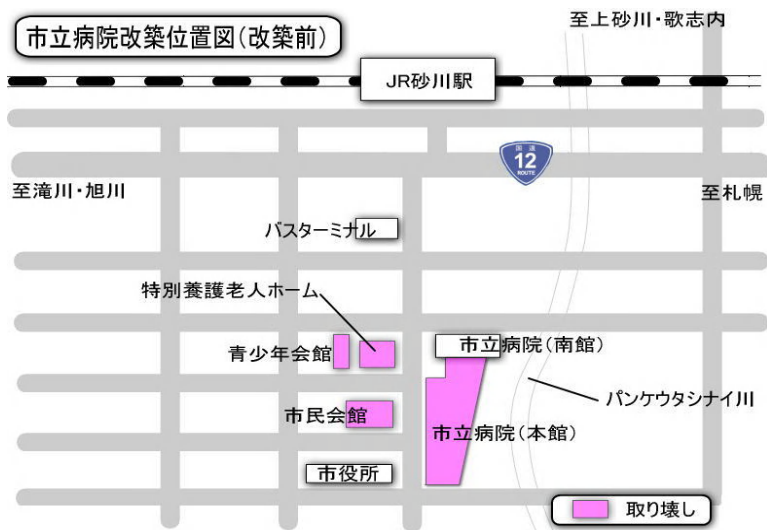 市立病院改築位置図(改築前)
至上砂川・歌志内
JR砂川駅
国道
12
ROUTE
至滝川・旭川
至札幌
バスターミナル
特別養護老人ホーム
青少年会館
市立病院(南館)
パンケウタシナイ川
市民会館
市立病院(本館)
市役所
取り壊し